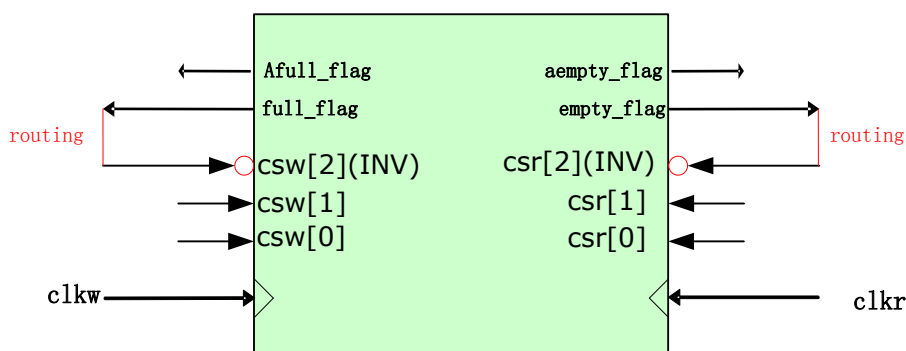 Afull_flag aempty_flag
full_flag empty_flag
routing routing
csw[2](INV) csr[2](INV)
csw[1] csr[1]
csw[0] csr[0]
clkw clkr